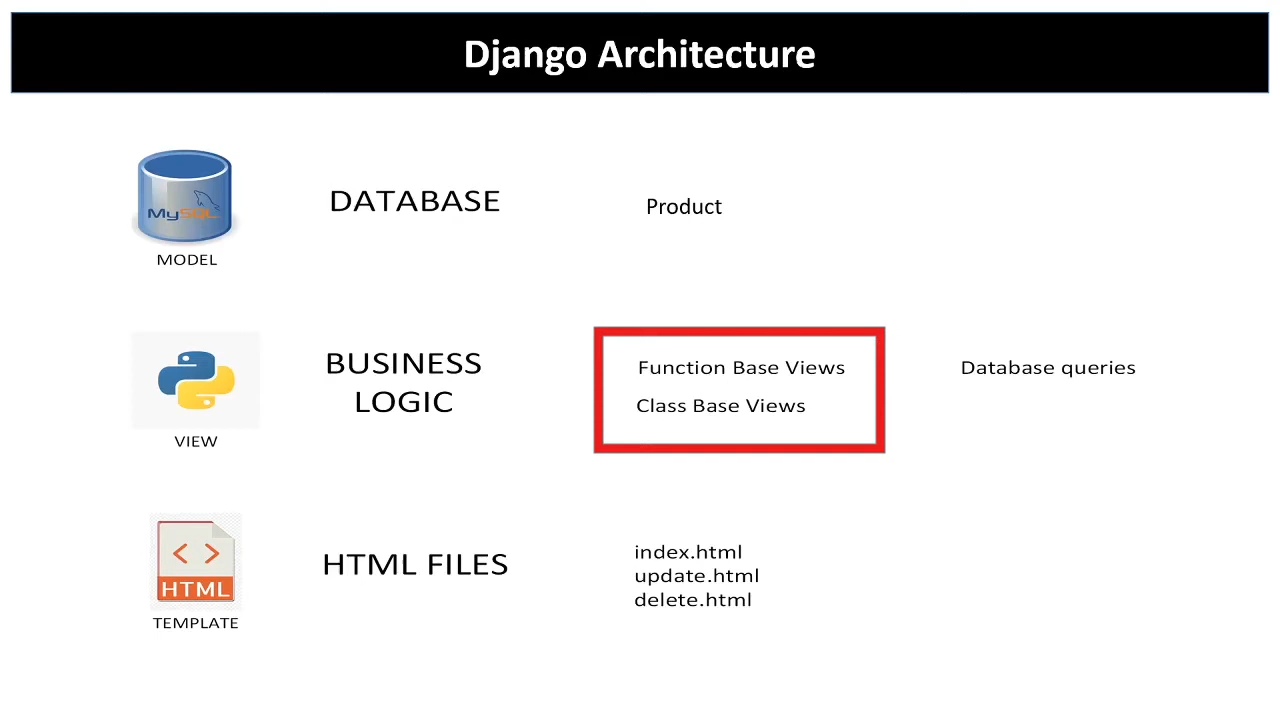 Django Architecture
MySQL
MODEL
DATABASE
Product
VIEW
BUSINESS
LOGIC
Function Base Views
Class Base Views
Database queries
< >
HTML
TEMPLATE
HTML FILES
index.html
update.html
delete.html